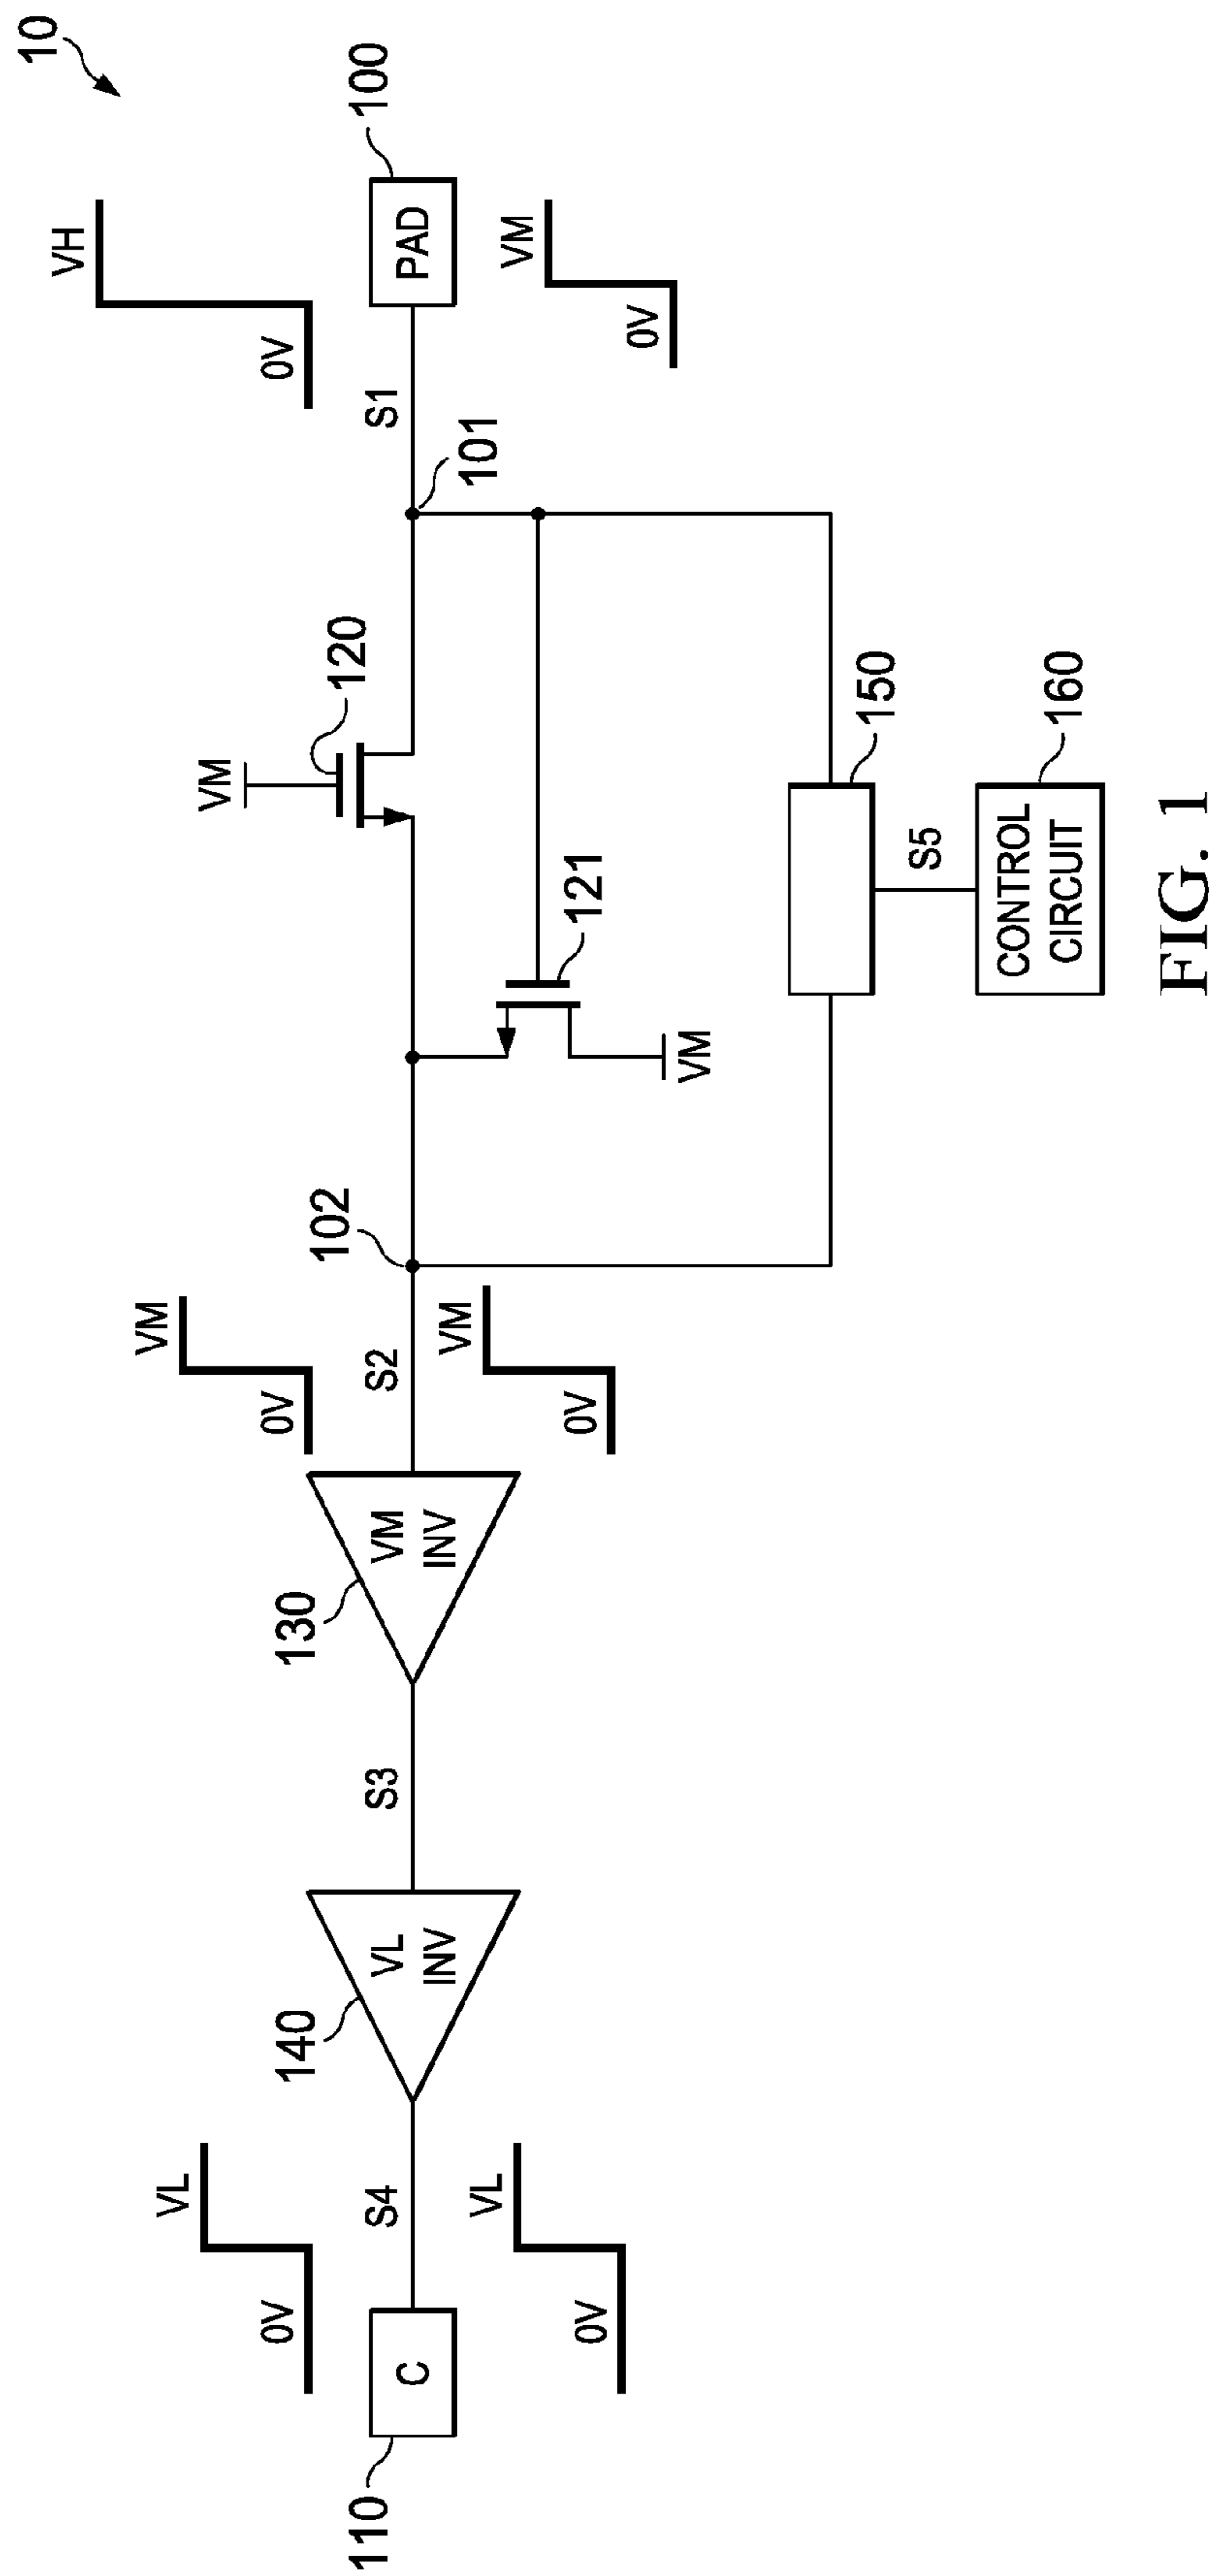 10
VH
0V
100
PAD
VM
0V
S1
101
VM
120
121
VM
150
S5
160
CONTROL
CIRCUIT
102
VM
0V
S2
VM
0V
130
VM
INV
S3
140
VL
INV
VL
0V
S4
VL
0V
110
C
FIG. 1